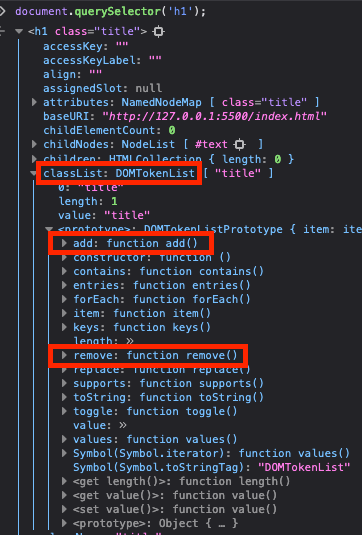 document.querySelector('h1');
<h1 class="title">
accessKey: ""
accessKeyLabel: ""
align: ""
assignedSlot: null
attributes: NamedNodeMap [ class="title" ]
baseURI: "http://127.0.0.1:5500/index.html"
childElementCount: 0
childNodes: NodeList [ #text ]
children: HTMLCollection { length: 0 }
classList: DOMTokenList [ "title" ]
0: "title"
length: 1
value: "title"
<prototype>: DOMTokenListPrototype { item: ite
add: function add()
constructor: function ()
contains: function contains()
entries: function entries()
forEach: function forEach()
item: function item()
keys: function keys()
length: »
remove: function remove()
replace: function replace()
supports: function supports()
toString: function toString()
toggle: function toggle()
value: »
values: function values()
Symbol(Symbol.iterator): function values()
Symbol(Symbol.toStringTag): "DOMTokenList"
<get length()>: function length()
<get value()>: function value()
<set value()>: function value()
<prototype>: Object { … }